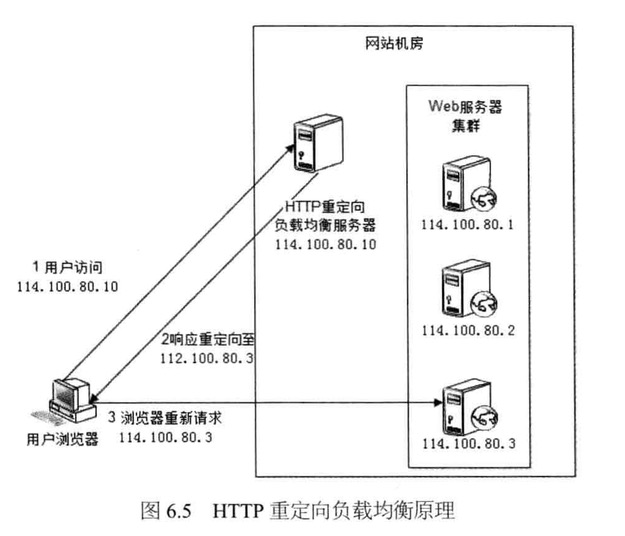 网站机房
Web服务器
集群
HTTP重定向
负载均衡服务器
114.100.80.10
114.100.80.1
1 用户访问
114.100.80.10
114.100.80.2
2响应重定向至
112.100.80.3
3 浏览器重新请求
114.100.80.3
用户浏览器
114.100.80.3
图 6.5 HTTP 重定向负载均衡原理